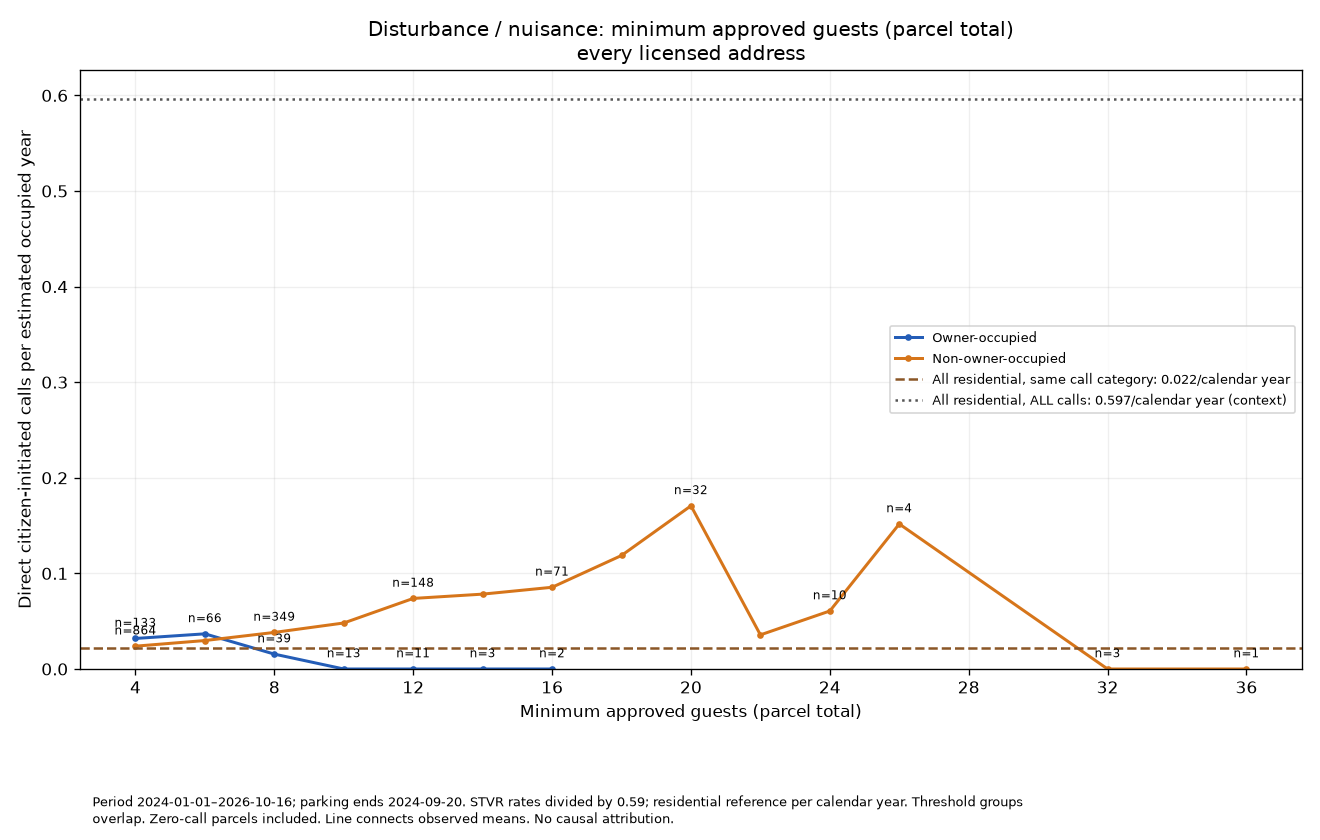 Disturbance / nuisance: minimum approved guests (parcel total)
every licensed address
Direct citizen-initiated calls per estimated occupied year
0.6
0.5
0.4
0.3
0.2
0.1
0.0
Owner-occupied
Non-owner-occupied
All residential, same call category: 0.022/calendar year
All residential, ALL calls: 0.597/calendar year (context)
n=133
n=864
n=66
n=349
n=39
n=13
n=148
n=11
n=3
n=71
n=2
n=32
n=10
n=4
n=3
n=1
4 8 12 16 20 24 28 32 36
Minimum approved guests (parcel total)
Period 2024-01-01–2026-10-16; parking ends 2024-09-20. STVR rates divided by 0.59; residential reference per calendar year. Threshold groups
overlap. Zero-call parcels included. Line connects observed means. No causal attribution.